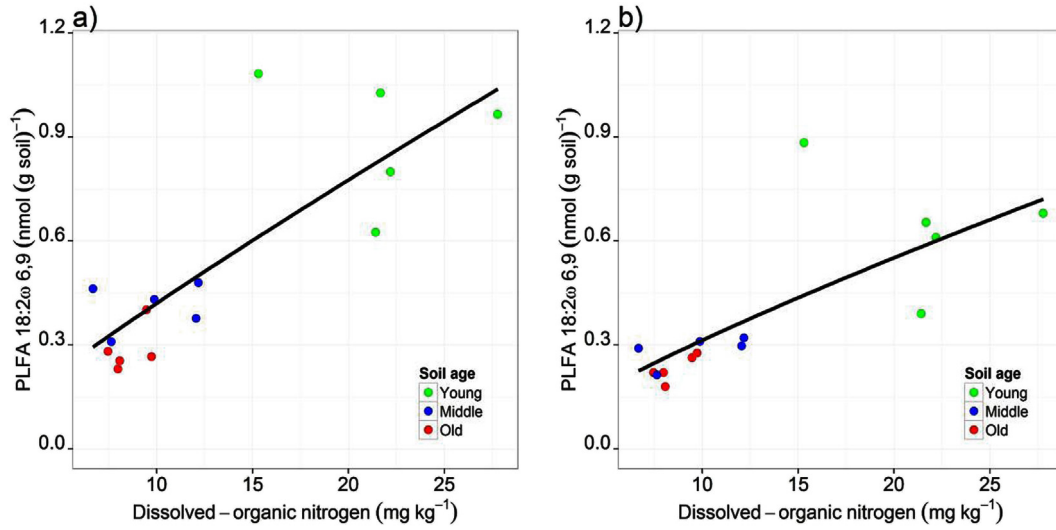 a)
PLFA 18:2ω 6,9 (nmol (g soil)⁻¹)
1.2
0.9
0.6
0.3
0.0
Soil age
Young
Middle
Old
10 15 20 25
Dissolved – organic nitrogen (mg kg⁻¹)
b)
PLFA 18:2ω 6,9 (nmol (g soil)⁻¹)
1.2
0.9
0.6
0.3
0.0
Soil age
Young
Middle
Old
10 15 20 25
Dissolved – organic nitrogen (mg kg⁻¹)